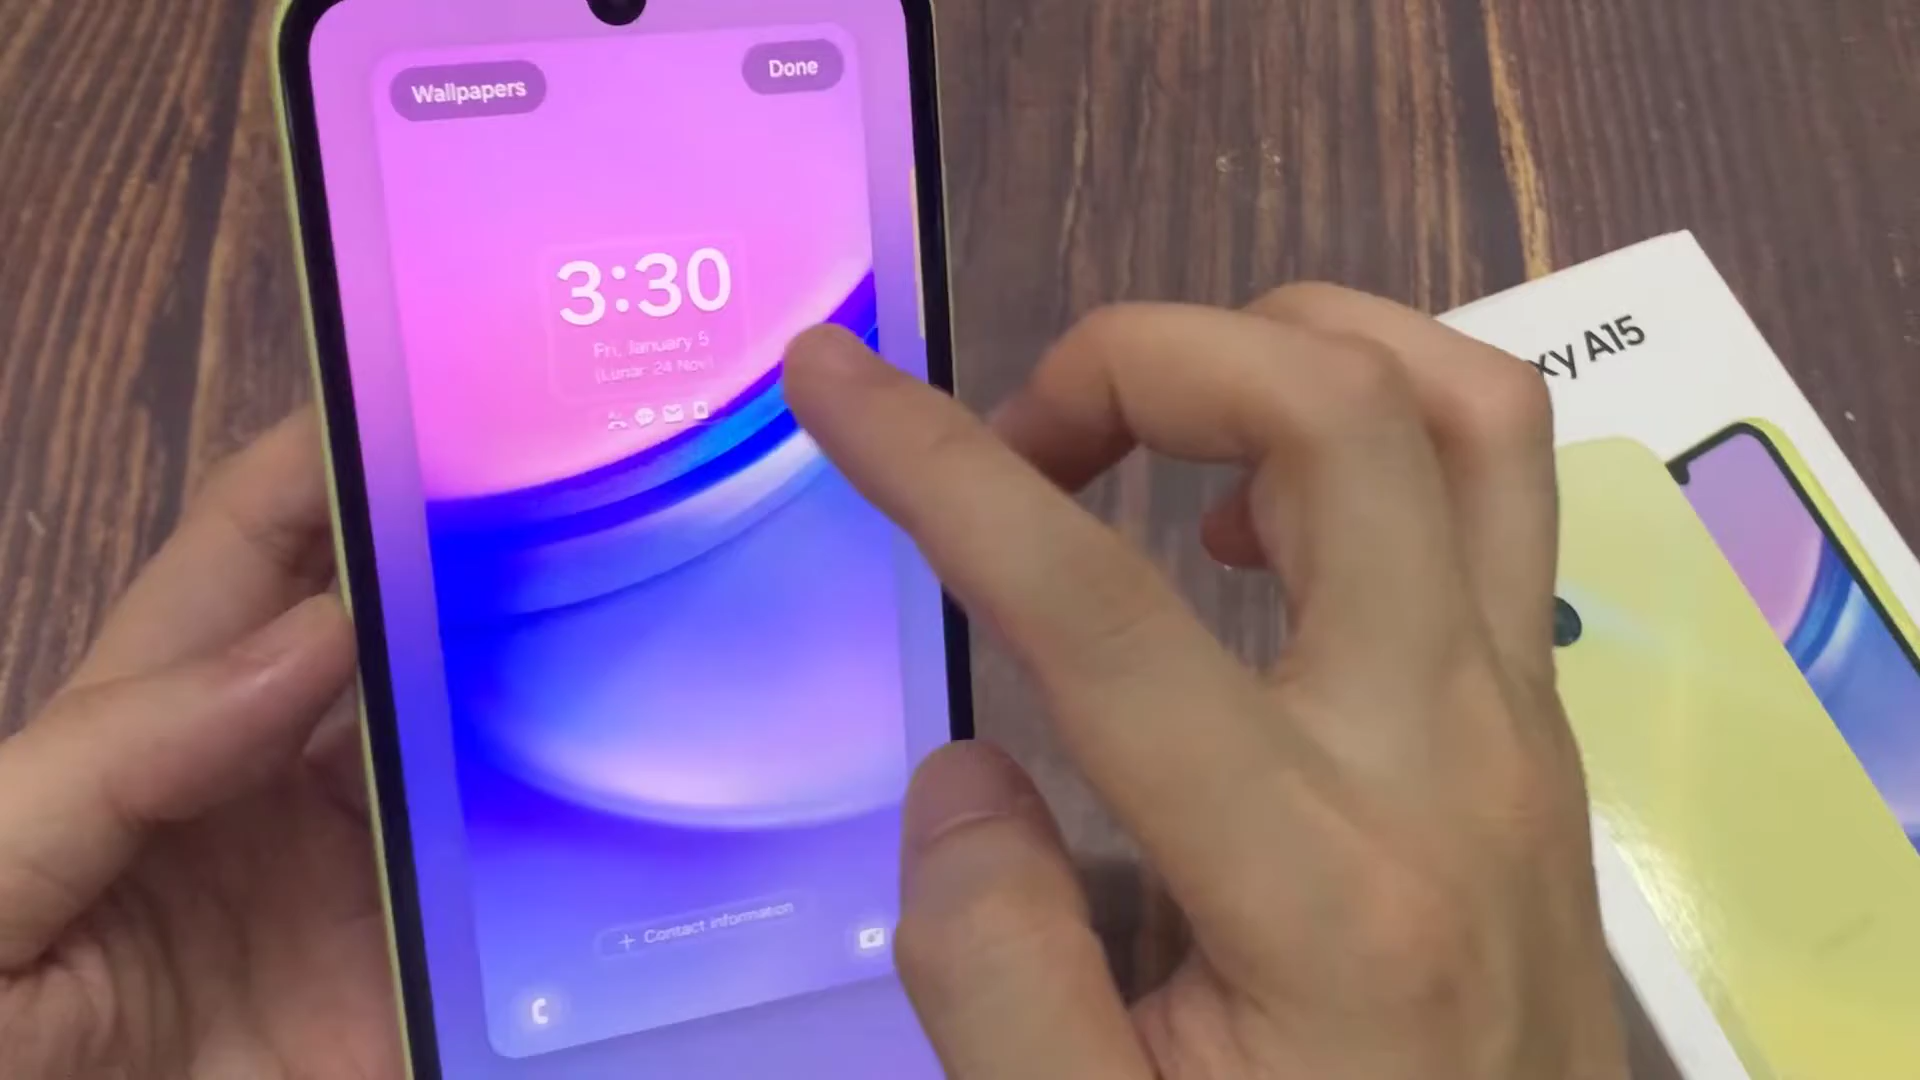 Wallpapers
Done
3:30
Fri, January 5
(Lunar: 24 Nov)
+ Contact information
xy A15